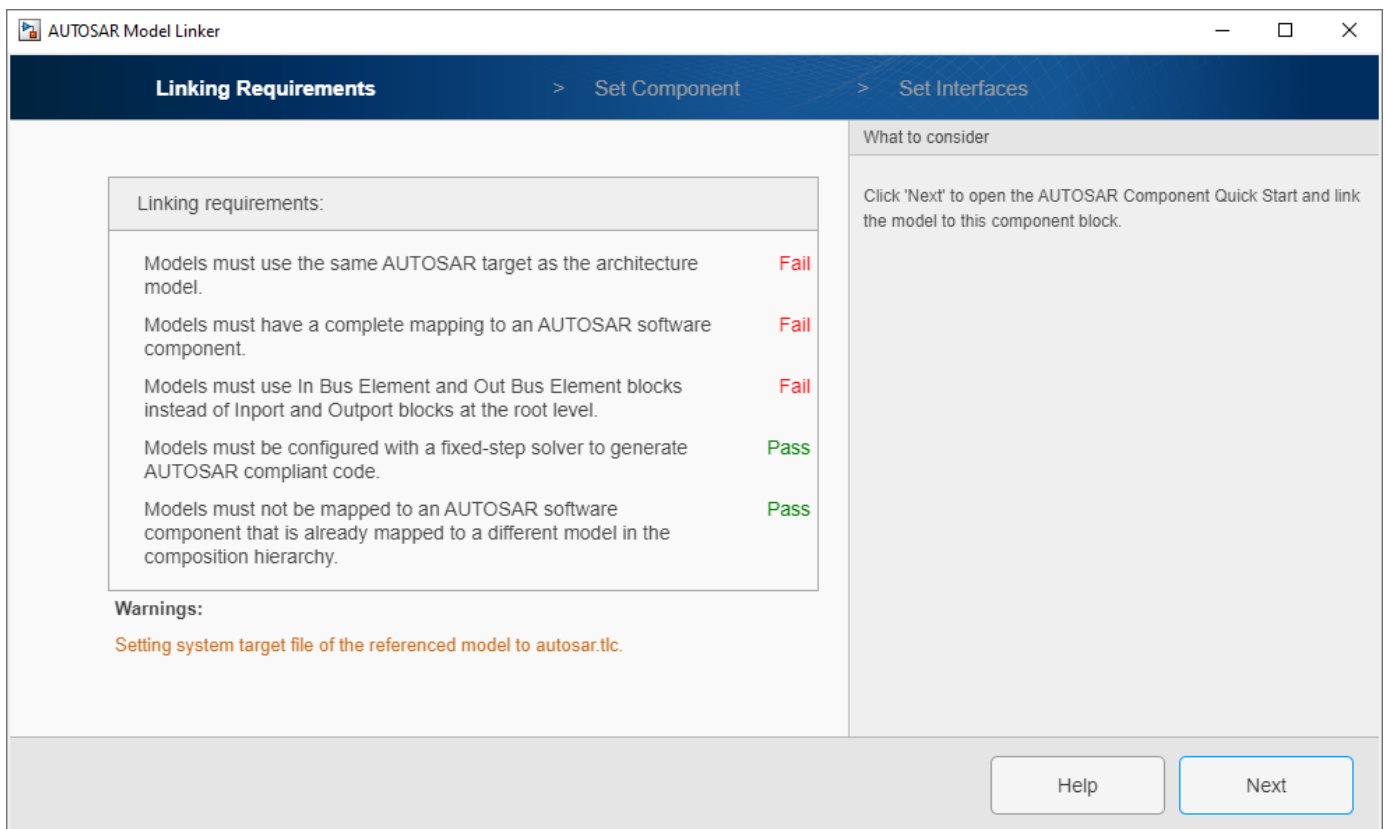 AUTOSAR Model Linker
Linking Requirements > Set Component > Set Interfaces
What to consider
Click 'Next' to open the AUTOSAR Component Quick Start and link
the model to this component block.
Linking requirements:
Models must use the same AUTOSAR target as the architecture Fail
model.
Models must have a complete mapping to an AUTOSAR software Fail
component.
Models must use In Bus Element and Out Bus Element blocks Fail
instead of Inport and Outport blocks at the root level.
Models must be configured with a fixed-step solver to generate Pass
AUTOSAR compliant code.
Models must not be mapped to an AUTOSAR software Pass
component that is already mapped to a different model in the
composition hierarchy.
Warnings:
Setting system target file of the referenced model to autosar.tlc.
Help Next